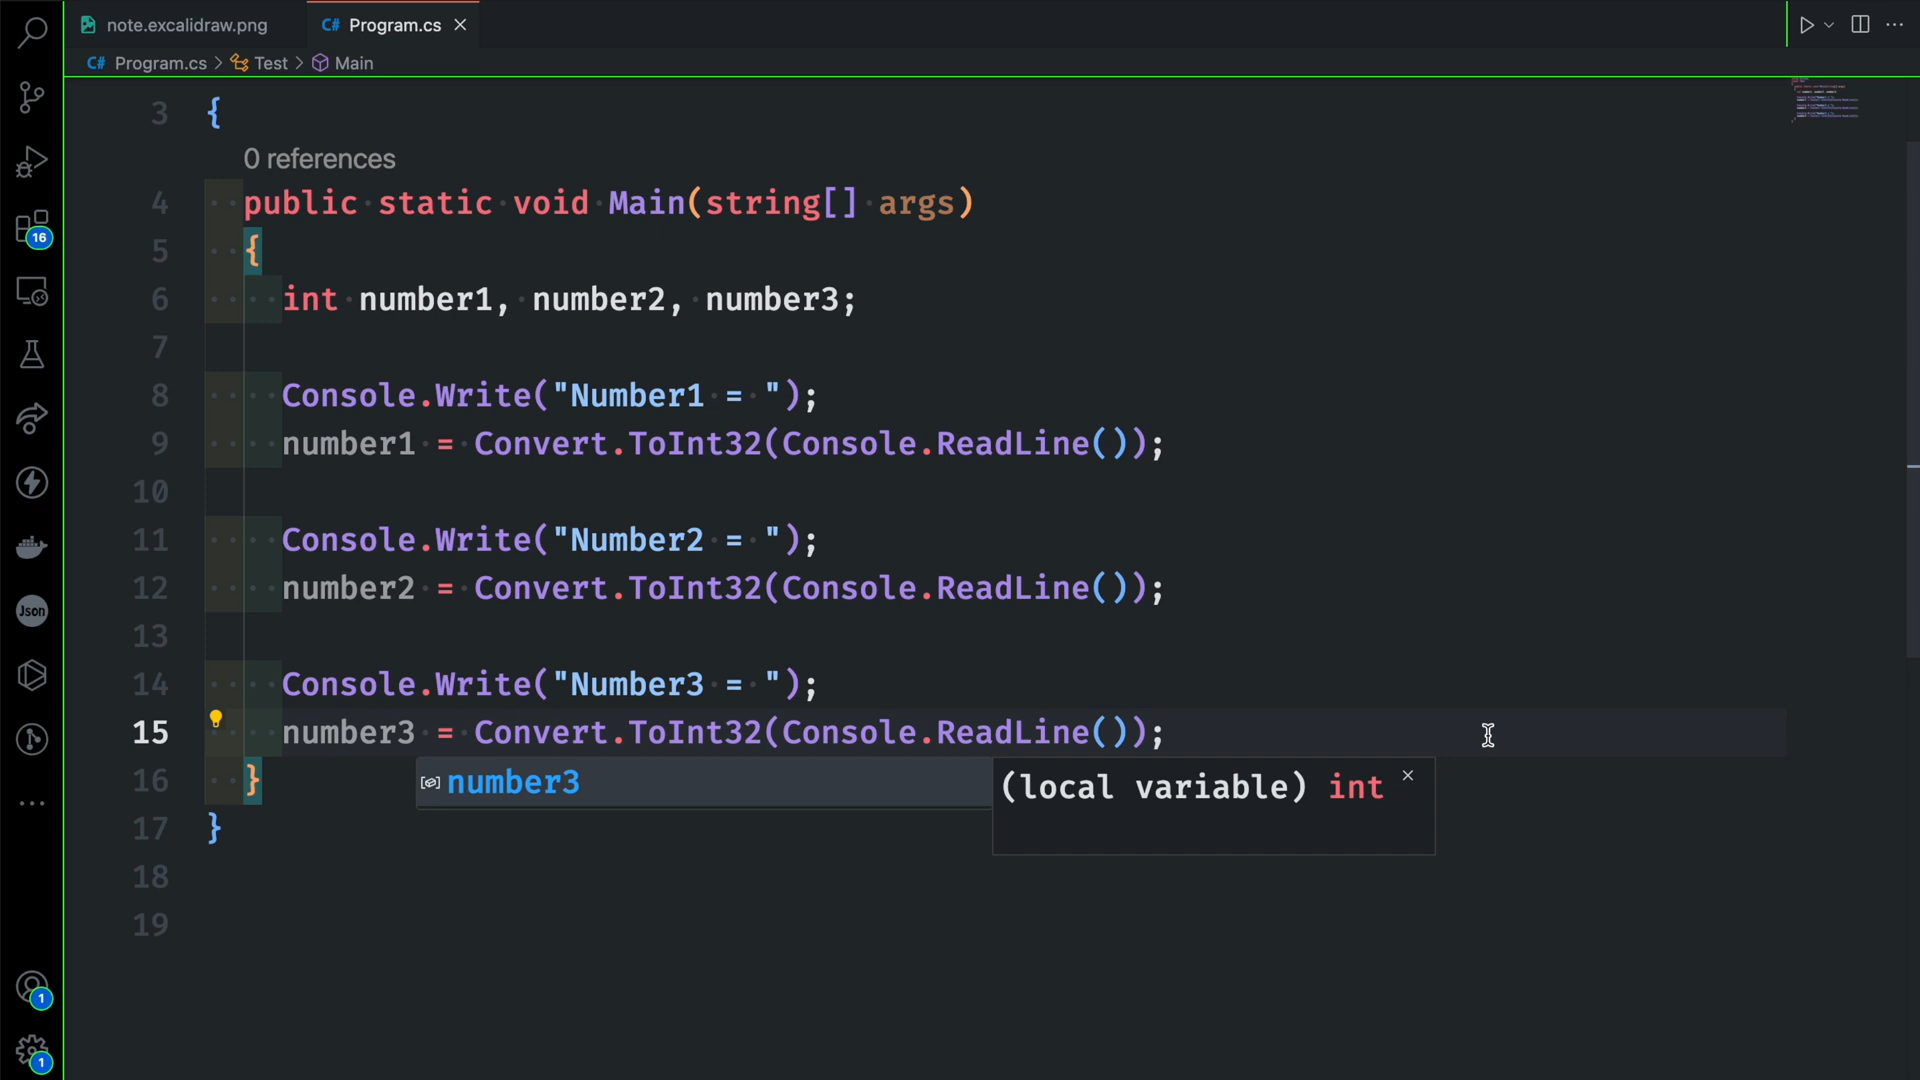 note.excalidraw.png
C# Program.cs
C# Program.cs > Test > Main
3 {
0 references
4 public static void Main(string[] args)
5 {
6 int number1, number2, number3;
7
8 Console.Write("Number1 = ");
9 number1 = Convert.ToInt32(Console.ReadLine());
10
11 Console.Write("Number2 = ");
12 number2 = Convert.ToInt32(Console.ReadLine());
13
14 Console.Write("Number3 = ");
15 number3 = Convert.ToInt32(Console.ReadLine());
16 }
number3
(local variable) int
17 }
18
19
16
Json
1
1